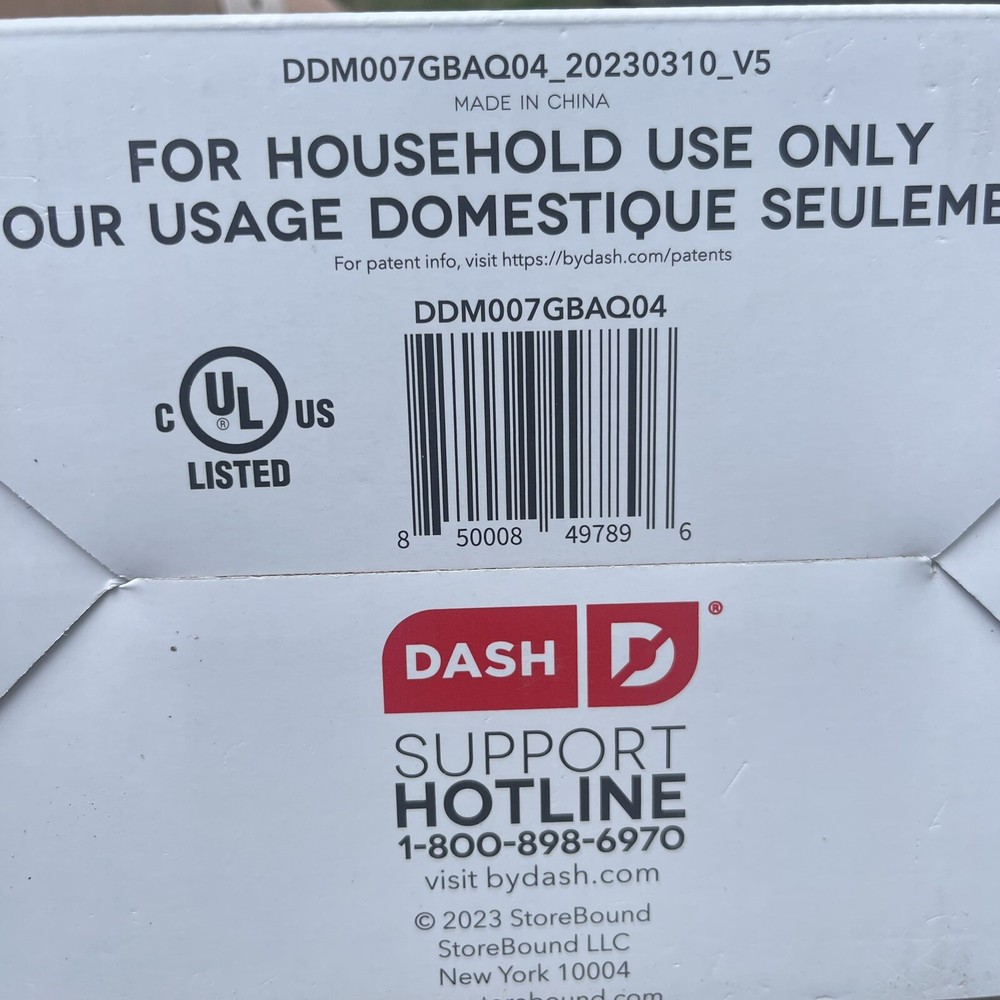 DDM007GBAQ04_20230310_V5
MADE IN CHINA
FOR HOUSEHOLD USE ONLY
OUR USAGE DOMESTIQUE SEULEME
For patent info, visit https://bydash.com/patents
DDM007GBAQ04
C UL® US
LISTED
8 50008 49789 6
DASH D®
SUPPORT
HOTLINE
1-800-898-6970
visit bydash.com
© 2023 StoreBound
StoreBound LLC
New York 10004
storebound.com